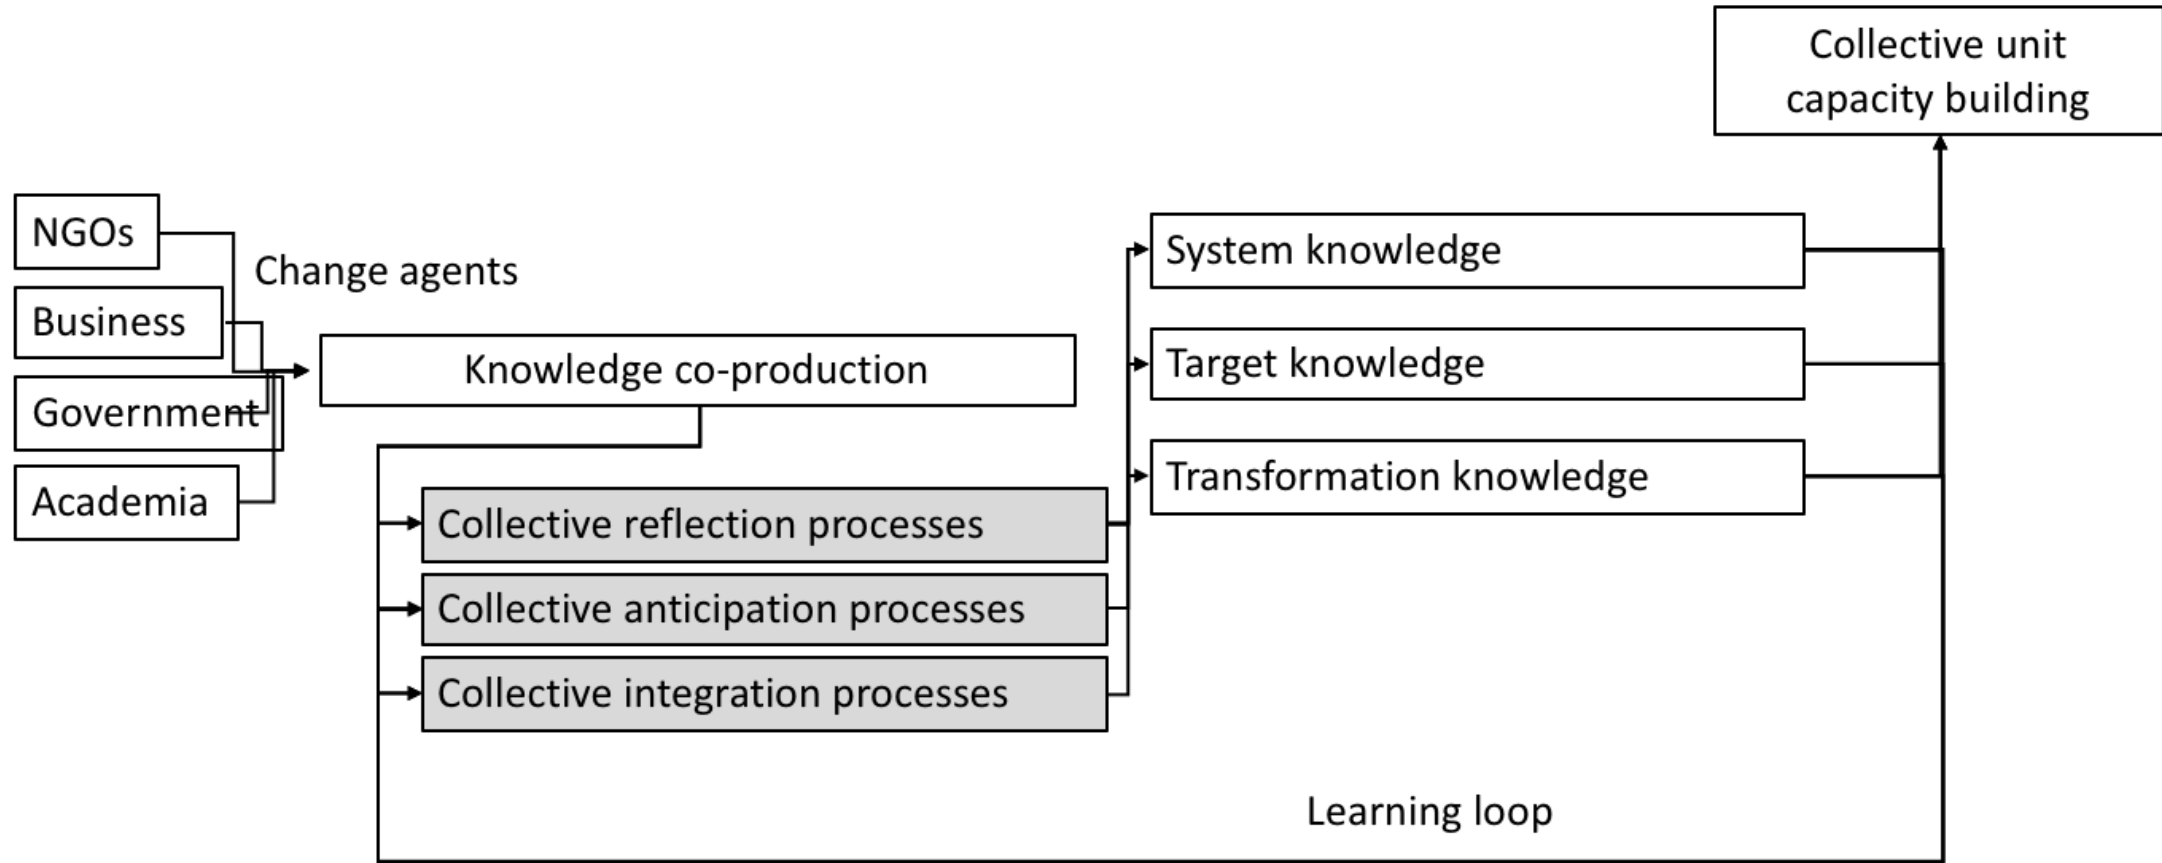 Collective unit
capacity building
NGOs
Change agents
Business
Government
Academia
Knowledge co-production
Collective reflection processes
Collective anticipation processes
Collective integration processes
System knowledge
Target knowledge
Transformation knowledge
Learning loop